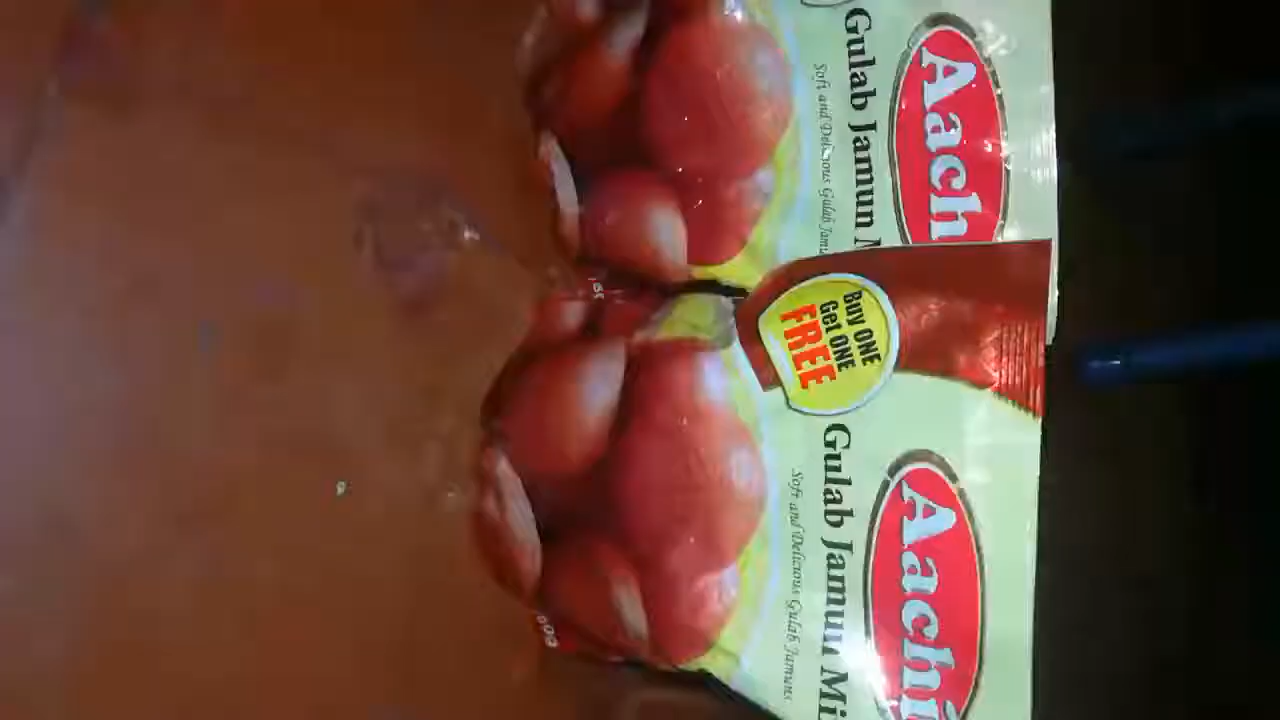 Aach
Gulab Jamun
Soft and Delicious Gulab Jamu
Buy ONE
Get ONE
FREE
Aachi
Gulab Jamun Mi
Soft and Delicious Gulab Jamuns